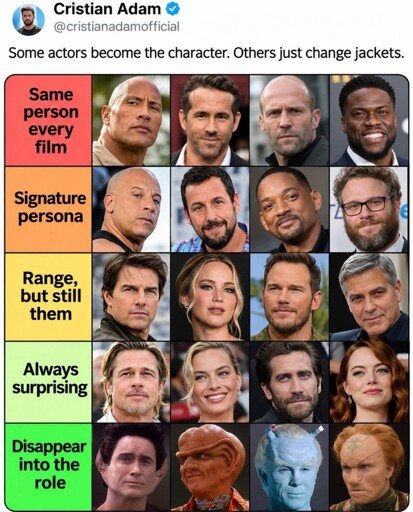 Cristian Adam
@cristianadamofficial
Some actors become the character. Others just change jackets.
Same
person
every
film
Signature
persona
Range,
but still
them
Always
surprising
Disappear
into the
role